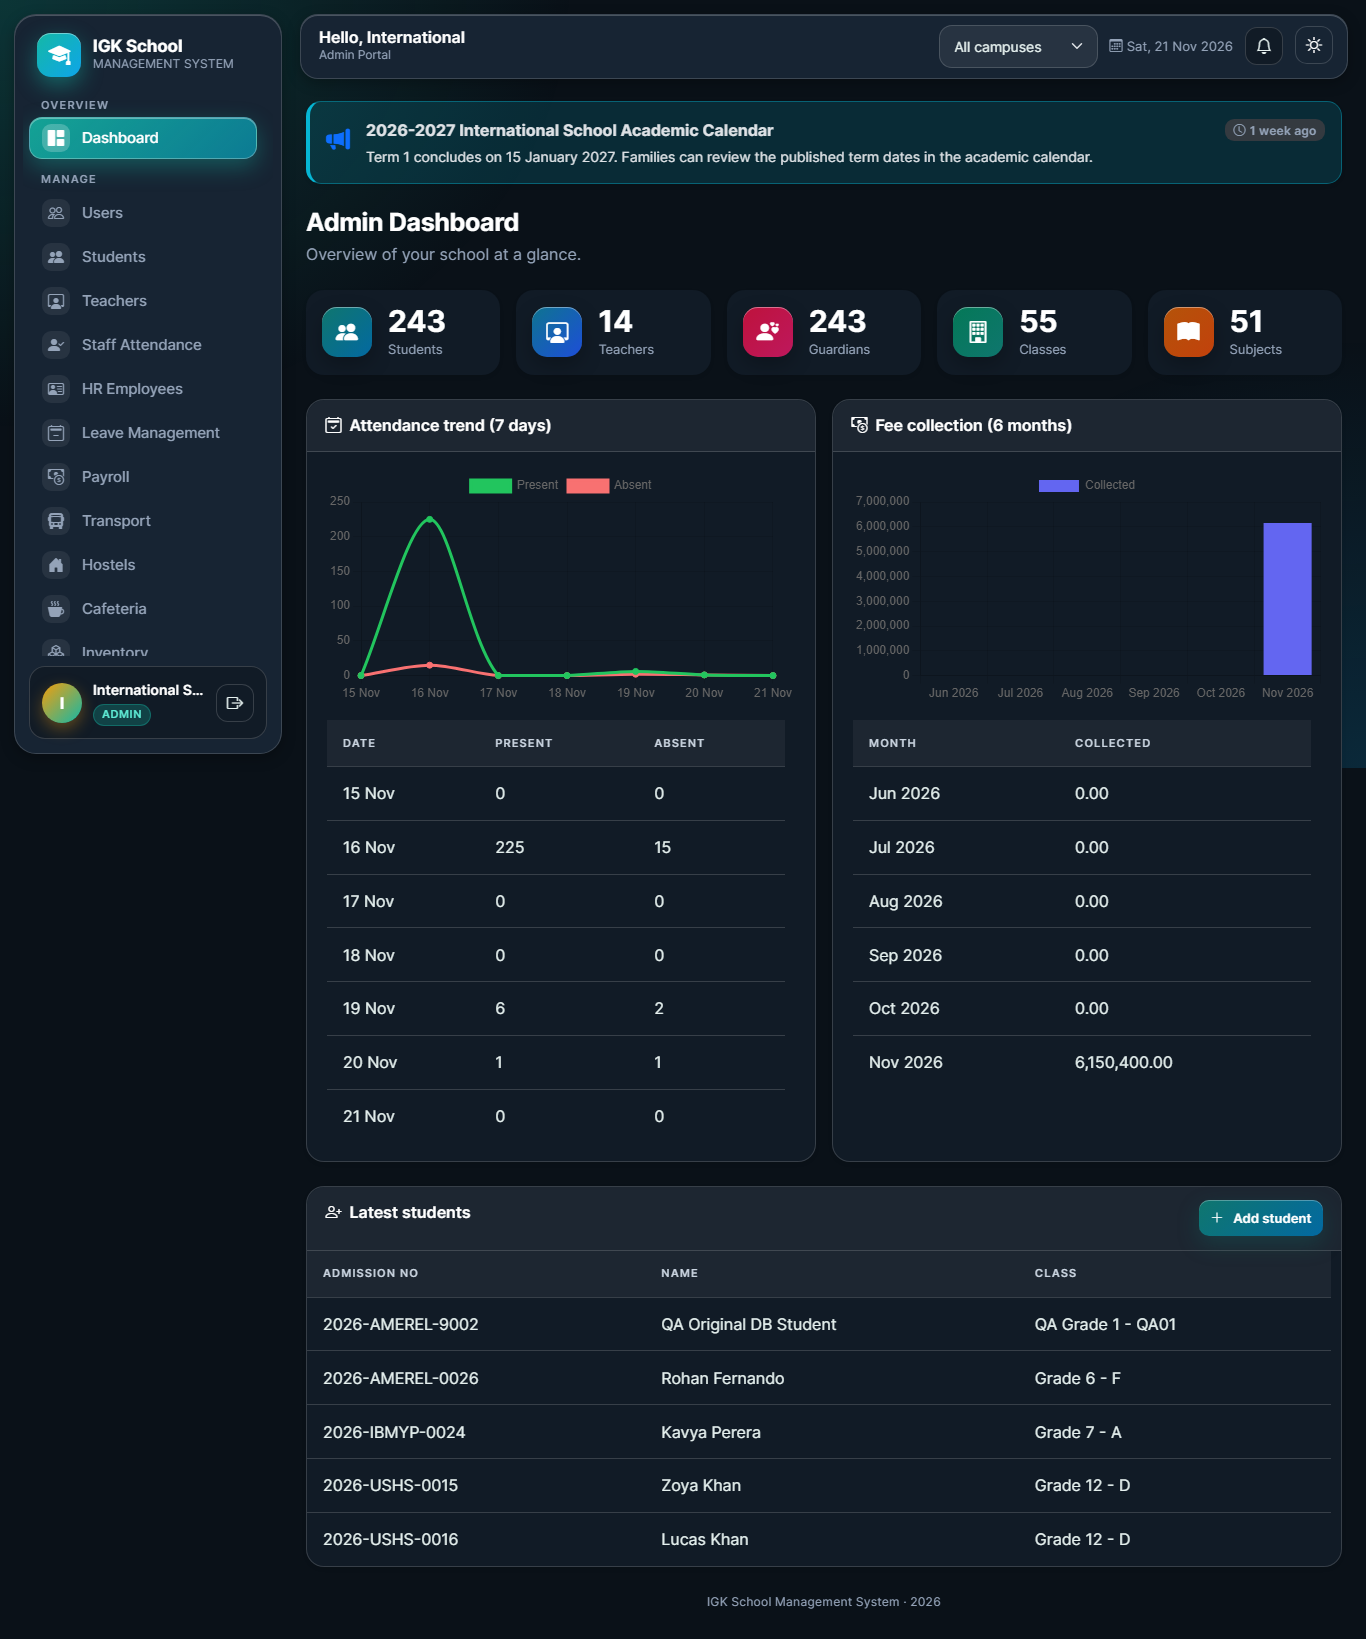 IGK School
MANAGEMENT SYSTEM
OVERVIEW
Dashboard
MANAGE
Users
Students
Teachers
Staff Attendance
HR Employees
Leave Management
Payroll
Transport
Hostels
Cafeteria
Inventory
I
International S...
ADMIN
Hello, International
Admin Portal
All campuses
Sat, 21 Nov 2026
2026-2027 International School Academic Calendar
1 week ago
Term 1 concludes on 15 January 2027. Families can review the published term dates in the academic calendar.
Admin Dashboard
Overview of your school at a glance.
243
Students
14
Teachers
243
Guardians
55
Classes
51
Subjects
Attendance trend (7 days)
Present Absent
250
200
150
100
50
0
15 Nov 16 Nov 17 Nov 18 Nov 19 Nov 20 Nov 21 Nov
DATE PRESENT ABSENT
15 Nov 0 0
16 Nov 225 15
17 Nov 0 0
18 Nov 0 0
19 Nov 6 2
20 Nov 1 1
21 Nov 0 0
Fee collection (6 months)
Collected
7,000,000
6,000,000
5,000,000
4,000,000
3,000,000
2,000,000
1,000,000
0
Jun 2026 Jul 2026 Aug 2026 Sep 2026 Oct 2026 Nov 2026
MONTH COLLECTED
Jun 2026 0.00
Jul 2026 0.00
Aug 2026 0.00
Sep 2026 0.00
Oct 2026 0.00
Nov 2026 6,150,400.00
Latest students
Add student
ADMISSION NO NAME CLASS
2026-AMEREL-9002 QA Original DB Student QA Grade 1 - QA01
2026-AMEREL-0026 Rohan Fernando Grade 6 - F
2026-IBMYP-0024 Kavya Perera Grade 7 - A
2026-USHS-0015 Zoya Khan Grade 12 - D
2026-USHS-0016 Lucas Khan Grade 12 - D
IGK School Management System · 2026